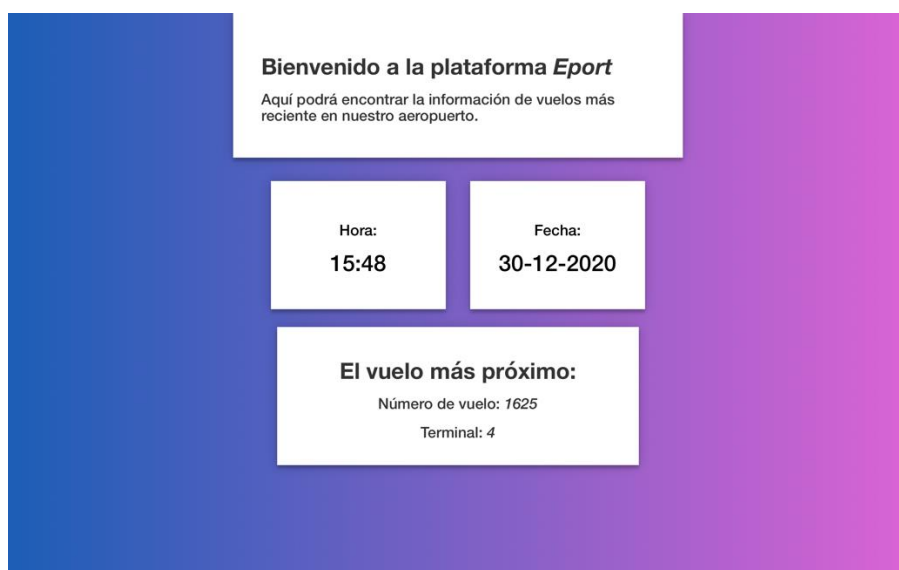 Bienvenido a la plataforma Eport
Aquí podrá encontrar la información de vuelos más
reciente en nuestro aeropuerto.
Hora:
15:48
Fecha:
30-12-2020
El vuelo más próximo:
Número de vuelo: 1625
Terminal: 4